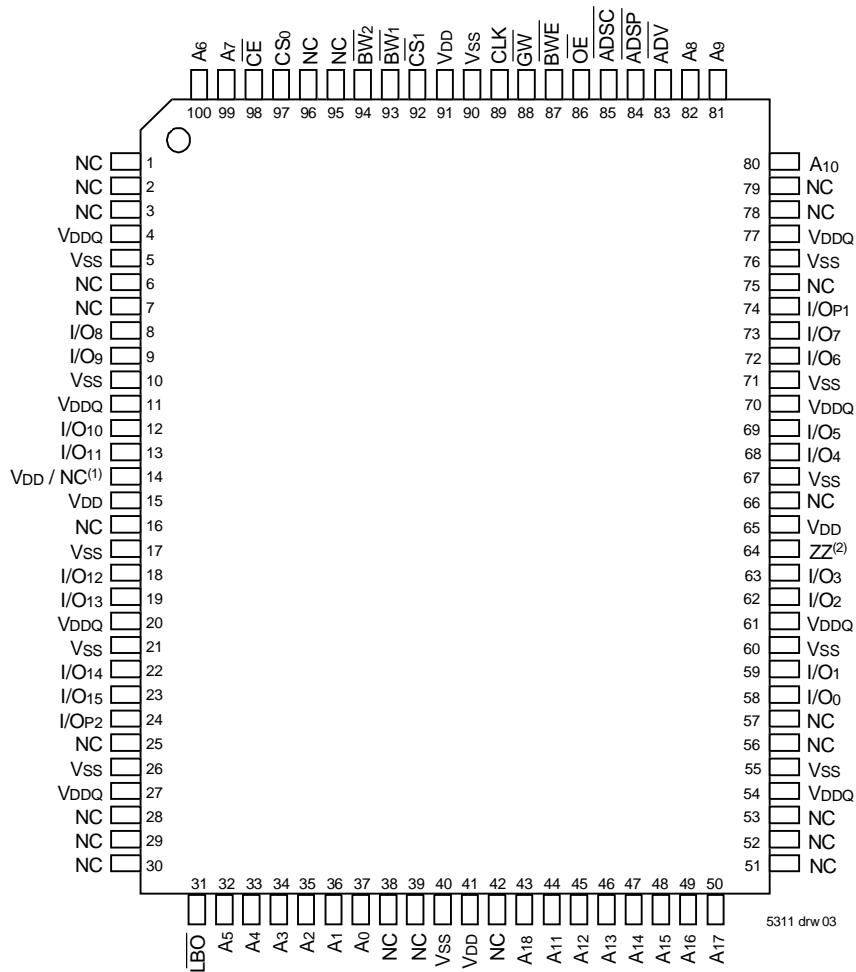 A6 A7 CE CS0 NC NC BW2 BW1 CS1 VDD VSS CLK GW BWE OE ADSC ADSP ADV A8 A9
100 99 98 97 96 95 94 93 92 91 90 89 88 87 86 85 84 83 82 81
NC 1
NC 2
NC 3
VDDQ 4
VSS 5
NC 6
NC 7
I/O8 8
I/O9 9
VSS 10
VDDQ 11
I/O10 12
I/O11 13
VDD / NC(1) 14
VDD 15
NC 16
VSS 17
I/O12 18
I/O13 19
VDDQ 20
VSS 21
I/O14 22
I/O15 23
I/OP2 24
NC 25
VSS 26
VDDQ 27
NC 28
NC 29
NC 30
80 A10
79 NC
78 NC
77 VDDQ
76 VSS
75 NC
74 I/OP1
73 I/O7
72 I/O6
71 VSS
70 VDDQ
69 I/O5
68 I/O4
67 VSS
66 NC
65 VDD
64 ZZ(2)
63 I/O3
62 I/O2
61 VDDQ
60 VSS
59 I/O1
58 I/O0
57 NC
56 NC
55 VSS
54 VDDQ
53 NC
52 NC
51 NC
31 32 33 34 35 36 37 38 39 40 41 42 43 44 45 46 47 48 49 50
LBO A5 A4 A3 A2 A1 A0 NC NC VSS VDD NC A18 A11 A12 A13 A14 A15 A16 A17
5311 drw 03